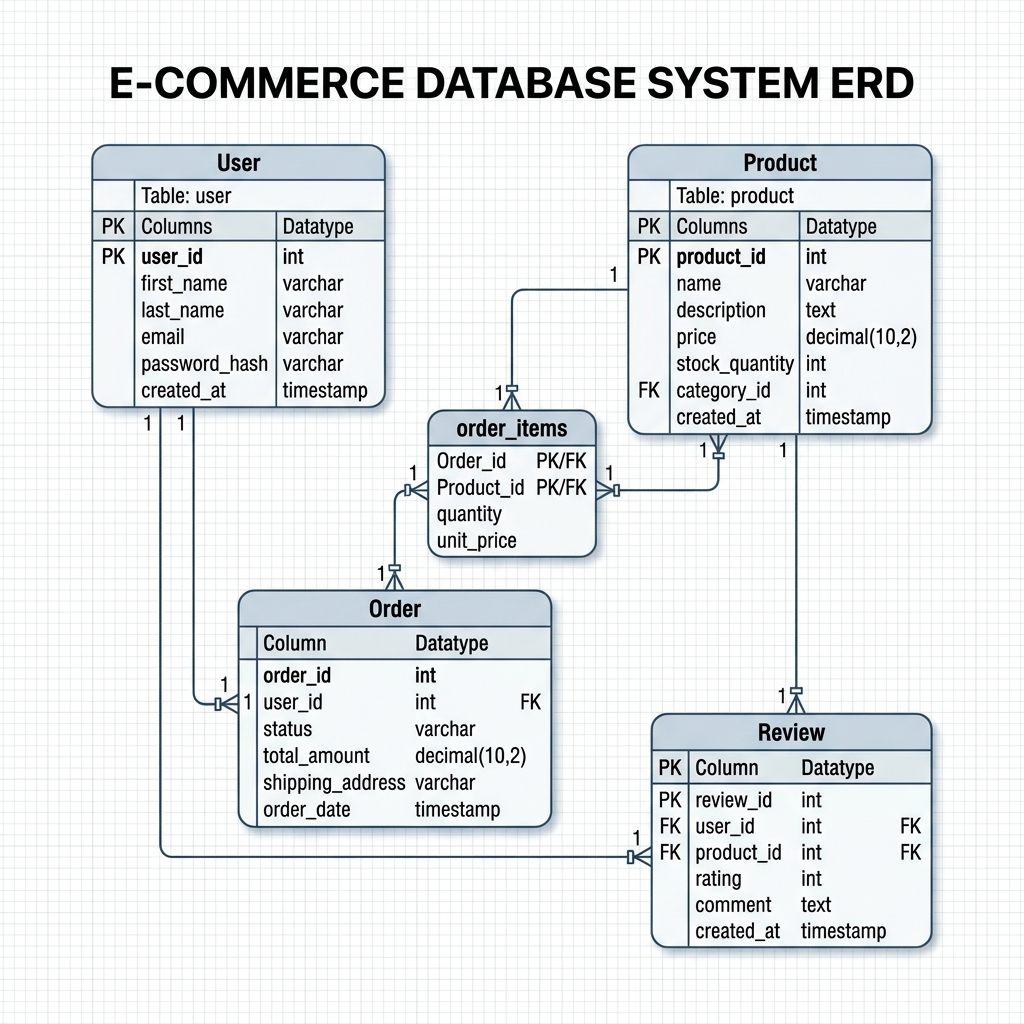 E-COMMERCE DATABASE SYSTEM ERD
User
Table: user
PK Columns Datatype
PK user_id int
first_name varchar
last_name varchar
email varchar
password_hash varchar
created_at timestamp
1 1
Product
Table: product
PK Columns Datatype
PK product_id int
name varchar
description text
price decimal(10,2)
stock_quantity int
FK category_id int
created_at timestamp
1
1
1 1
order_items
Order_id PK/FK
Product_id PK/FK
quantity
unit_price
1 1
1
Order
Column Datatype
order_id int
1 user_id int FK
status varchar
total_amount decimal(10,2)
shipping_address varchar
order_date timestamp
1
1
Review
PK Column Datatype
PK review_id int
FK user_id int FK
FK product_id int FK
rating int
comment text
created_at timestamp
1